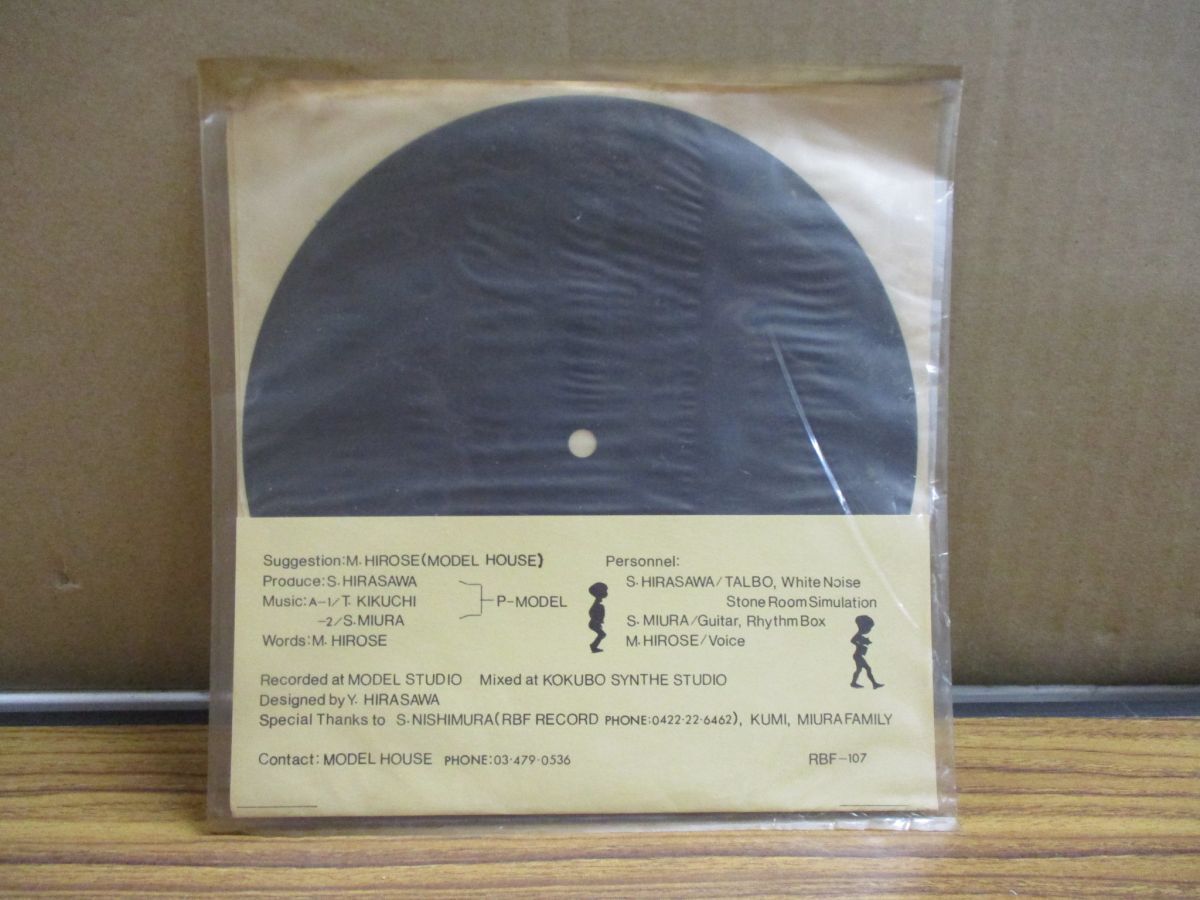 Suggestion:M.HIROSE(MODEL HOUSE)
Produce:S.HIRASAWA
Music:A-1/T. KIKUCHI
-2/S.MIURA
P-MODEL
Words:M.HIROSE
Personnel:
S.HIRASAWA/TALBO, White Noise
Stone Room Simulation
S.MIURA/Guitar, Rhythm Box
M.HIROSE/Voice
Recorded at MODEL STUDIO Mixed at KOKUBO SYNTHE STUDIO
Designed by Y. HIRASAWA
Special Thanks to S.NISHIMURA(RBF RECORD PHONE:0422·22·6462), KUMI, MIURA FAMILY
Contact: MODEL HOUSE PHONE:03·479·0536
RBF-107